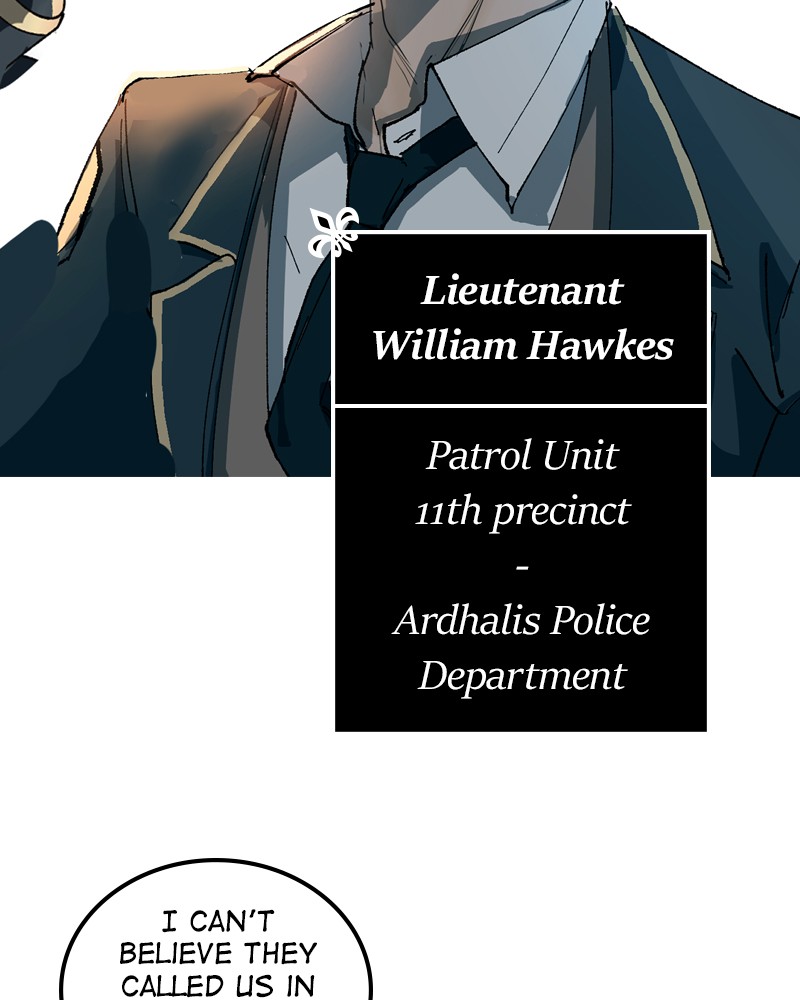 Lieutenant
William Hawkes
Patrol Unit
11th precinct
-
Ardhalis Police
Department
I CAN'T
BELIEVE THEY
CALLED US IN